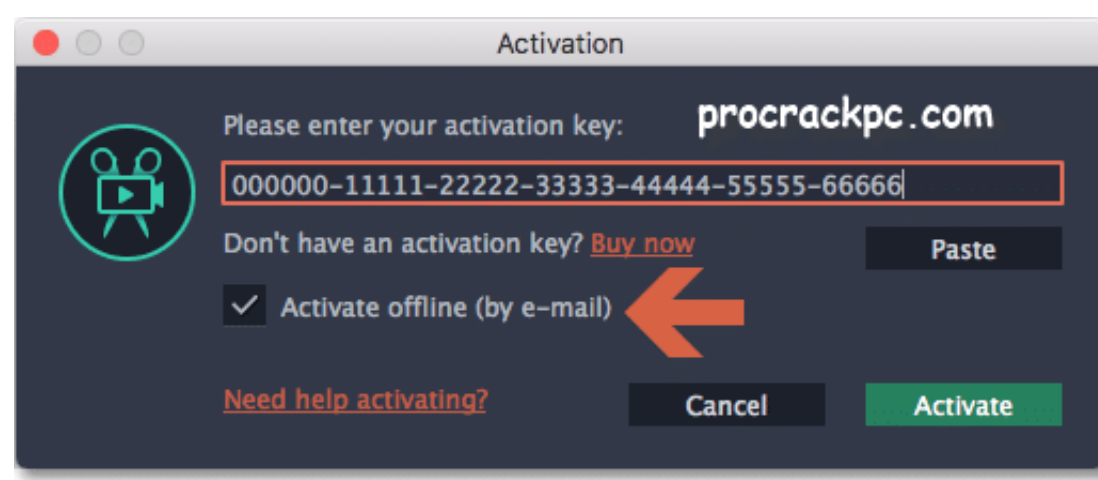 Activation
Please enter your activation key:
procrackpc.com
000000-11111-22222-33333-44444-55555-66666
Don't have an activation key? Buy now
Paste
Activate offline (by e-mail)
Need help activating?
Cancel
Activate